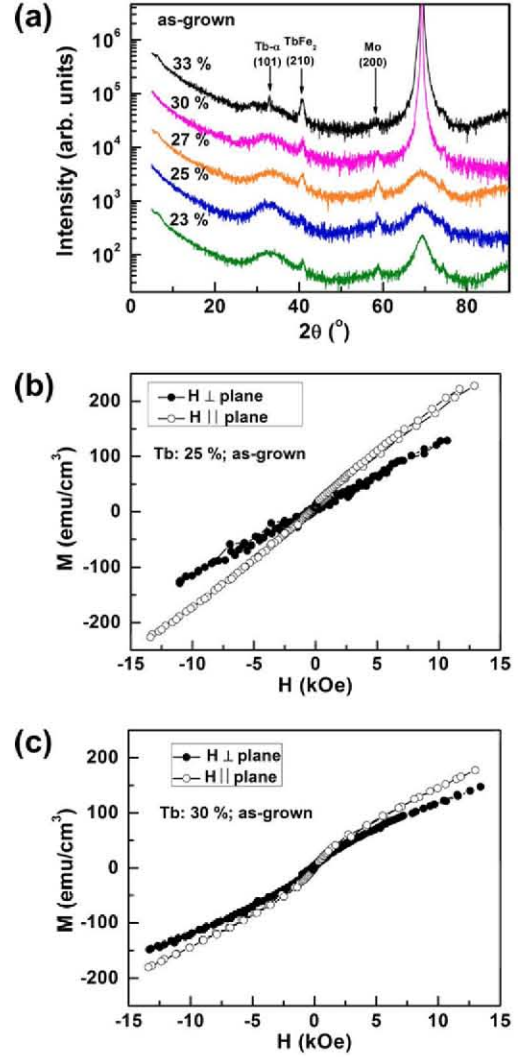 (a)
as-grown
Tb-α
(101)
TbFe₂
(210)
Mo
(200)
33 %
30 %
27 %
25 %
23 %
10⁶
10⁵
10⁴
10³
10²
Intensity (arb. units)
0 20 40 60 80
2θ (°)
(b)
H ⊥ plane
H || plane
Tb: 25 %; as-grown
200
100
0
-100
-200
M (emu/cm³)
-15 -10 -5 0 5 10 15
H (kOe)
(c)
H ⊥ plane
H || plane
Tb: 30 %; as-grown
200
100
0
-100
-200
M (emu/cm³)
-15 -10 -5 0 5 10 15
H (kOe)